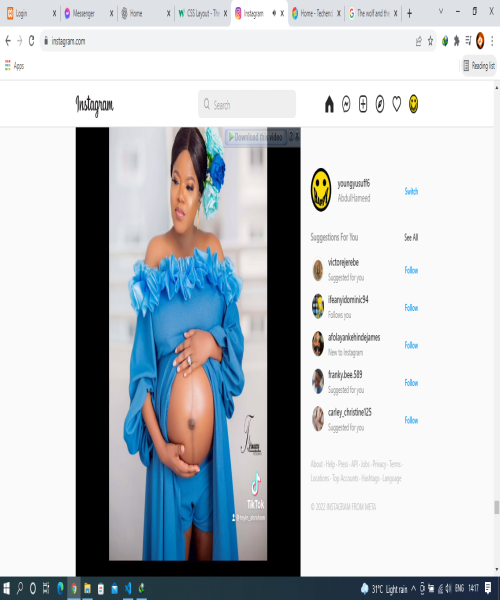 Login
Messenger
Home
CSS Layout - The
Instagram
Home - Techend
The wolf and the
instagram.com
Apps
Reading list
Instagram
Search
Download this video
youngyusuff6
AbdulHameed
Switch
Suggestions For You
See All
victorejerebe
Suggested for you
Follow
ifeanyidominic94
Follows you
Follow
afolayankehindejames
New to Instagram
Follow
franky.bee.589
Suggested for you
Follow
carley_christine125
Suggested for you
Follow
TikTok
About · Help · Press · API · Jobs · Privacy · Terms ·
Locations · Top Accounts · Hashtags · Language
© 2022 INSTAGRAM FROM META
31°C Light rain
ENG
14:17